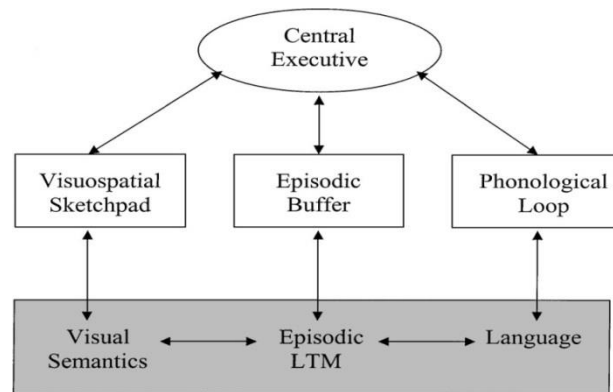 Central
Executive
Visuospatial
Sketchpad
Episodic
Buffer
Phonological
Loop
Visual
Semantics
Episodic
LTM
Language